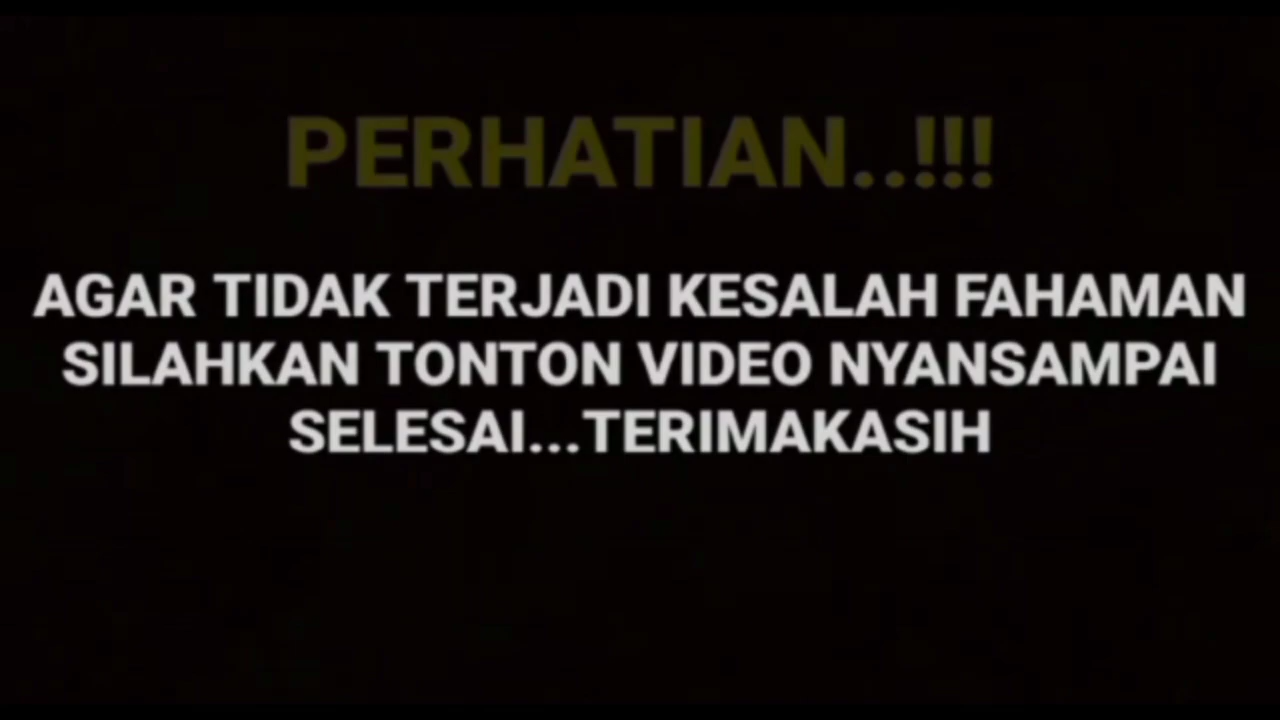 PERHATIAN..!!!
AGAR TIDAK TERJADI KESALAH FAHAMAN
SILAHKAN TONTON VIDEO NYANSAMPAI
SELESAI...TERIMAKASIH